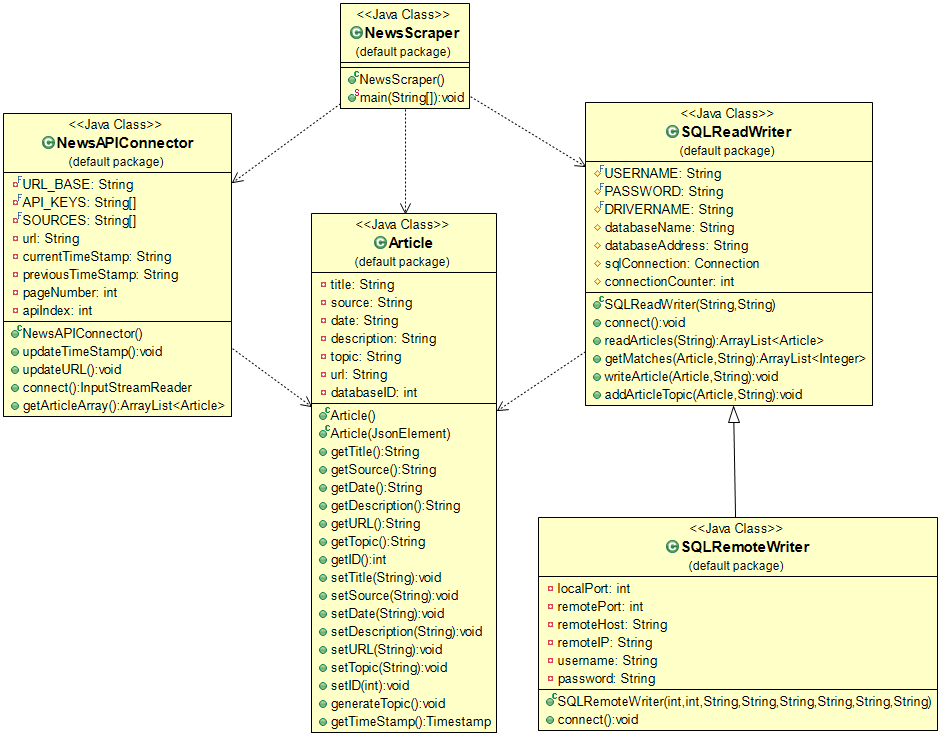 <<Java Class>>
NewsScraper
(default package)
NewsScraper()
main(String[]):void
<<Java Class>>
NewsAPIConnector
(default package)
URL_BASE: String
API_KEYS: String[]
SOURCES: String[]
url: String
currentTimeStamp: String
previousTimeStamp: String
pageNumber: int
apiIndex: int
NewsAPIConnector()
updateTimeStamp():void
updateURL():void
connect():InputStreamReader
getArticleArray():ArrayList<Article>
<<Java Class>>
Article
(default package)
title: String
source: String
date: String
description: String
topic: String
url: String
databaseID: int
Article()
Article(JsonElement)
getTitle():String
getSource():String
getDate():String
getDescription():String
getURL():String
getTopic():String
getID():int
setTitle(String):void
setSource(String):void
setDate(String):void
setDescription(String):void
setURL(String):void
setTopic(String):void
setID(int):void
generateTopic():void
getTimeStamp():Timestamp
<<Java Class>>
SQLReadWriter
(default package)
USERNAME: String
PASSWORD: String
DRIVERNAME: String
databaseName: String
databaseAddress: String
sqlConnection: Connection
connectionCounter: int
SQLReadWriter(String,String)
connect():void
readArticles(String):ArrayList<Article>
getMatches(Article,String):ArrayList<Integer>
writeArticle(Article,String):void
addArticleTopic(Article,String):void
<<Java Class>>
SQLRemoteWriter
(default package)
localPort: int
remotePort: int
remoteHost: String
remoteIP: String
username: String
password: String
SQLRemoteWriter(int,int,String,String,String,String,String,String)
connect():void